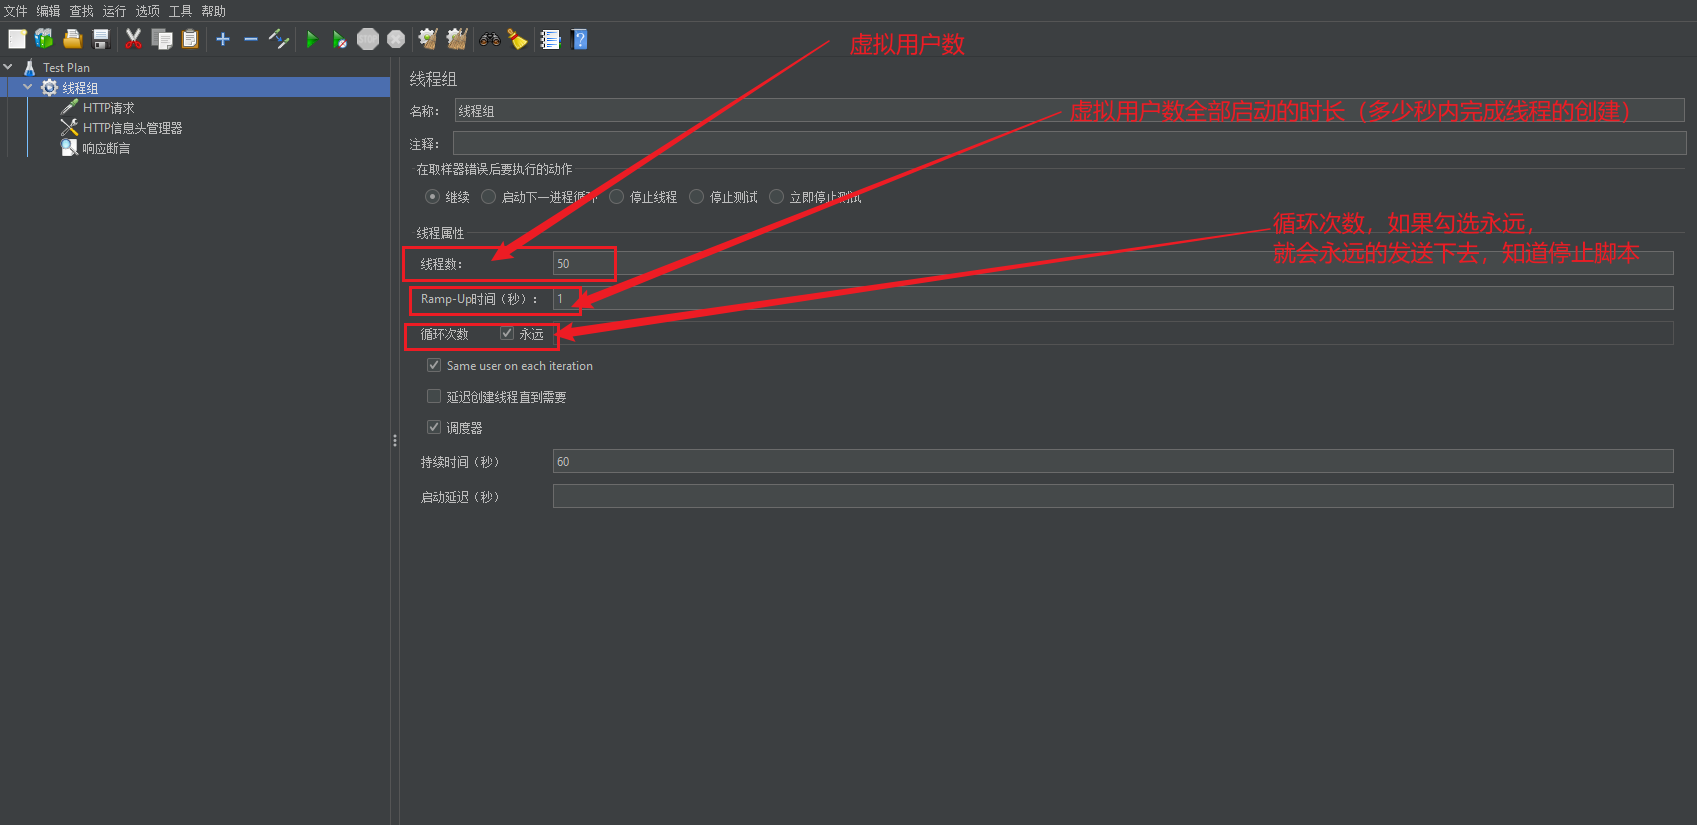 文件 编辑 查找 运行 选项 工具 帮助
STOP
虚拟用户数
Test Plan
线程组
HTTP请求
HTTP信息头管理器
响应断言
线程组
名称： 线程组
虚拟用户数全部启动的时长（多少秒内完成线程的创建）
注释：
在取样器错误后要执行的动作
继续 启动下一进程循环 停止线程 停止测试 立即停止测试
循环次数，如果勾选永远，
就会永远的发送下去，知道停止脚本
线程属性
线程数： 50
Ramp-Up时间（秒）： 1
循环次数 永远
Same user on each iteration
延迟创建线程直到需要
调度器
持续时间（秒） 60
启动延迟（秒）